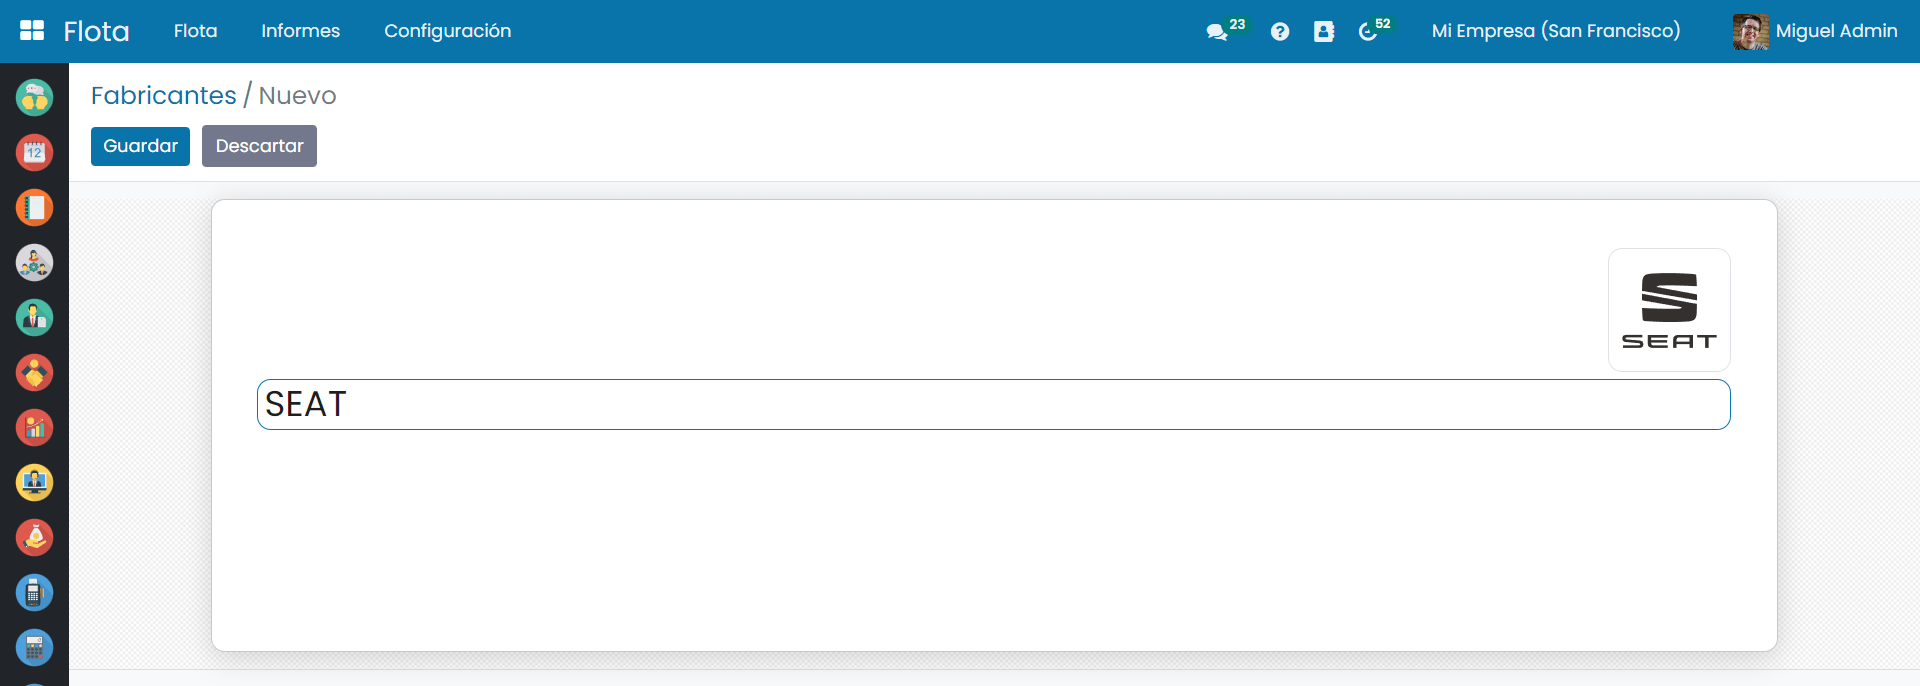 Flota
Flota
Informes
Configuración
23
52
Mi Empresa (San Francisco)
Miguel Admin
Fabricantes / Nuevo
Guardar
Descartar
12
SEAT
SEAT